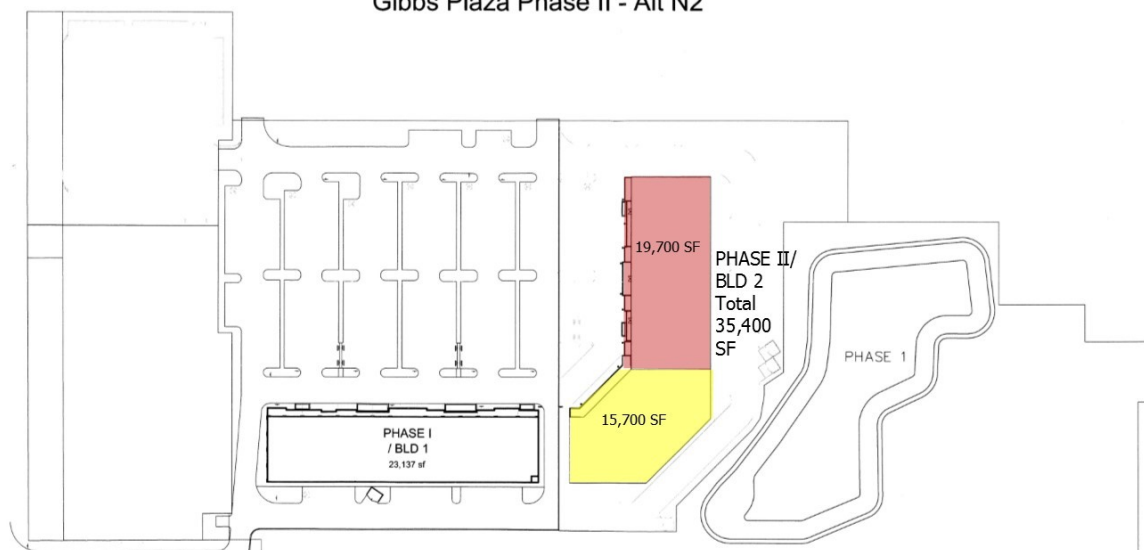 Gibbs Plaza Phase II - Alt N2
19,700 SF
PHASE II/
BLD 2
Total
35,400
SF
PHASE 1
15,700 SF
PHASE I
/ BLD 1
23,137 sf